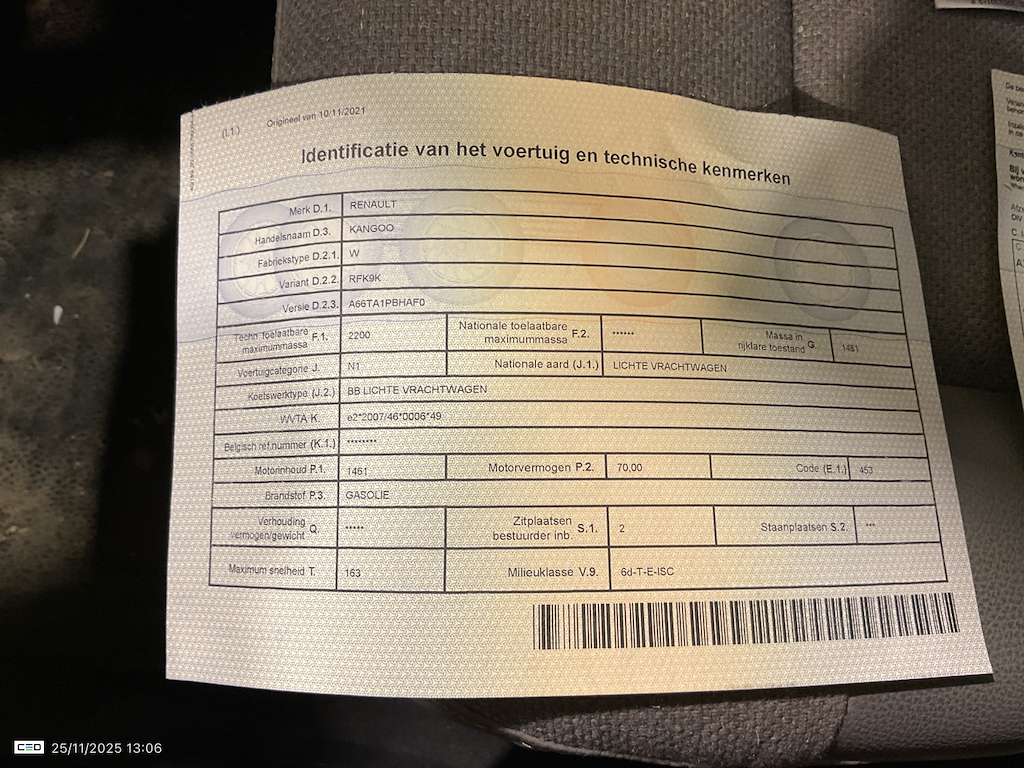 (I.1.) Origineel van 10/11/2021
Identificatie van het voertuig en technische kenmerken
Merk D.1. RENAULT
Handelsnaam D.3. KANGOO
Fabriekstype D.2.1. W
Variant D.2.2. RFK9K
Versie D.2.3. A66TA1PBHAF0
Techn. toelaatbare maximummassa F.1. 2200 Nationale toelaatbare maximummassa F.2. ****** Massa in rijklare toestand G. 1481
Voertuigcategorie J. N1 Nationale aard (J.1.) LICHTE VRACHTWAGEN
Koetswerktype (J.2.) BB LICHTE VRACHTWAGEN
WVTA K. e2*2007/46*0006*49
Belgisch ref.nummer (K.1.) ********
Motorinhoud P.1. 1461 Motorvermogen P.2. 70,00 Code (E.1.) 453
Brandstof P.3. GASOLIE
Verhouding vermogen/gewicht Q. ***** Zitplaatsen bestuurder inb. S.1. 2 Staanplaatsen S.2. ***
Maximum snelheid T. 163 Milieuklasse V.9. 6d-T-E-ISC
CED 25/11/2025 13:06